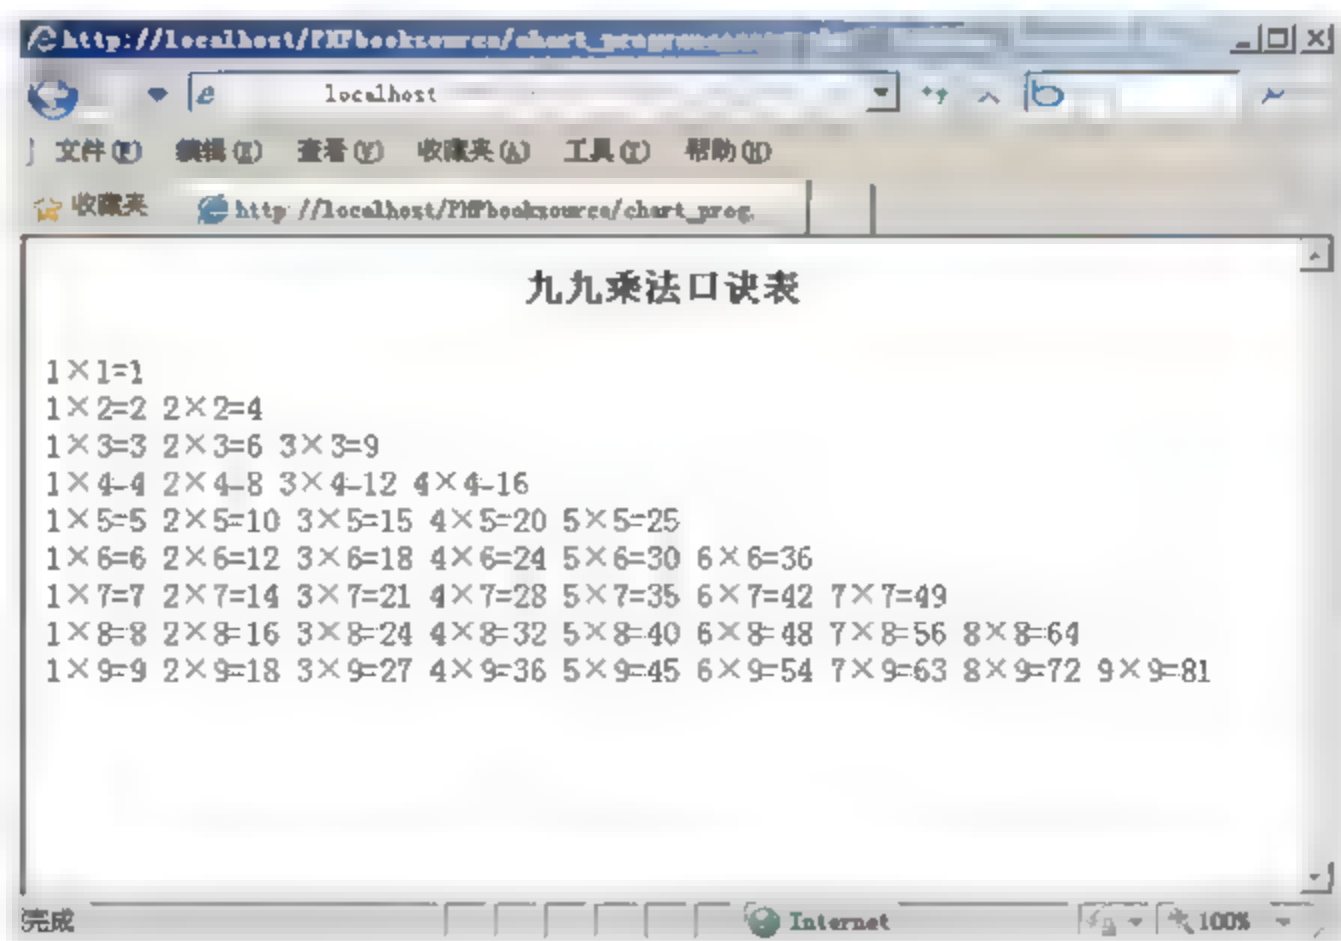 http://localhost/PHPbooksource/chart_program
localhost
文件(F) 编辑(E) 查看(V) 收藏夹(A) 工具(T) 帮助(H)
收藏夹 http://localhost/PHPbooksource/chart_prog.
九九乘法口诀表
1×1=1
1×2=2 2×2=4
1×3=3 2×3=6 3×3=9
1×4=4 2×4=8 3×4=12 4×4=16
1×5=5 2×5=10 3×5=15 4×5=20 5×5=25
1×6=6 2×6=12 3×6=18 4×6=24 5×6=30 6×6=36
1×7=7 2×7=14 3×7=21 4×7=28 5×7=35 6×7=42 7×7=49
1×8=8 2×8=16 3×8=24 4×8=32 5×8=40 6×8=48 7×8=56 8×8=64
1×9=9 2×9=18 3×9=27 4×9=36 5×9=45 6×9=54 7×9=63 8×9=72 9×9=81
完成 Internet 100%